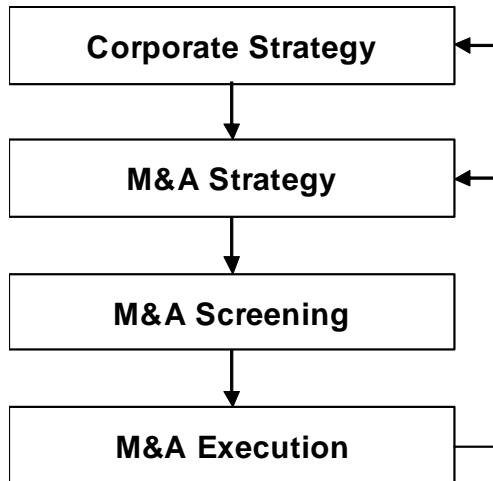 Corporate Strategy
M&A Strategy
M&A Screening
M&A Execution